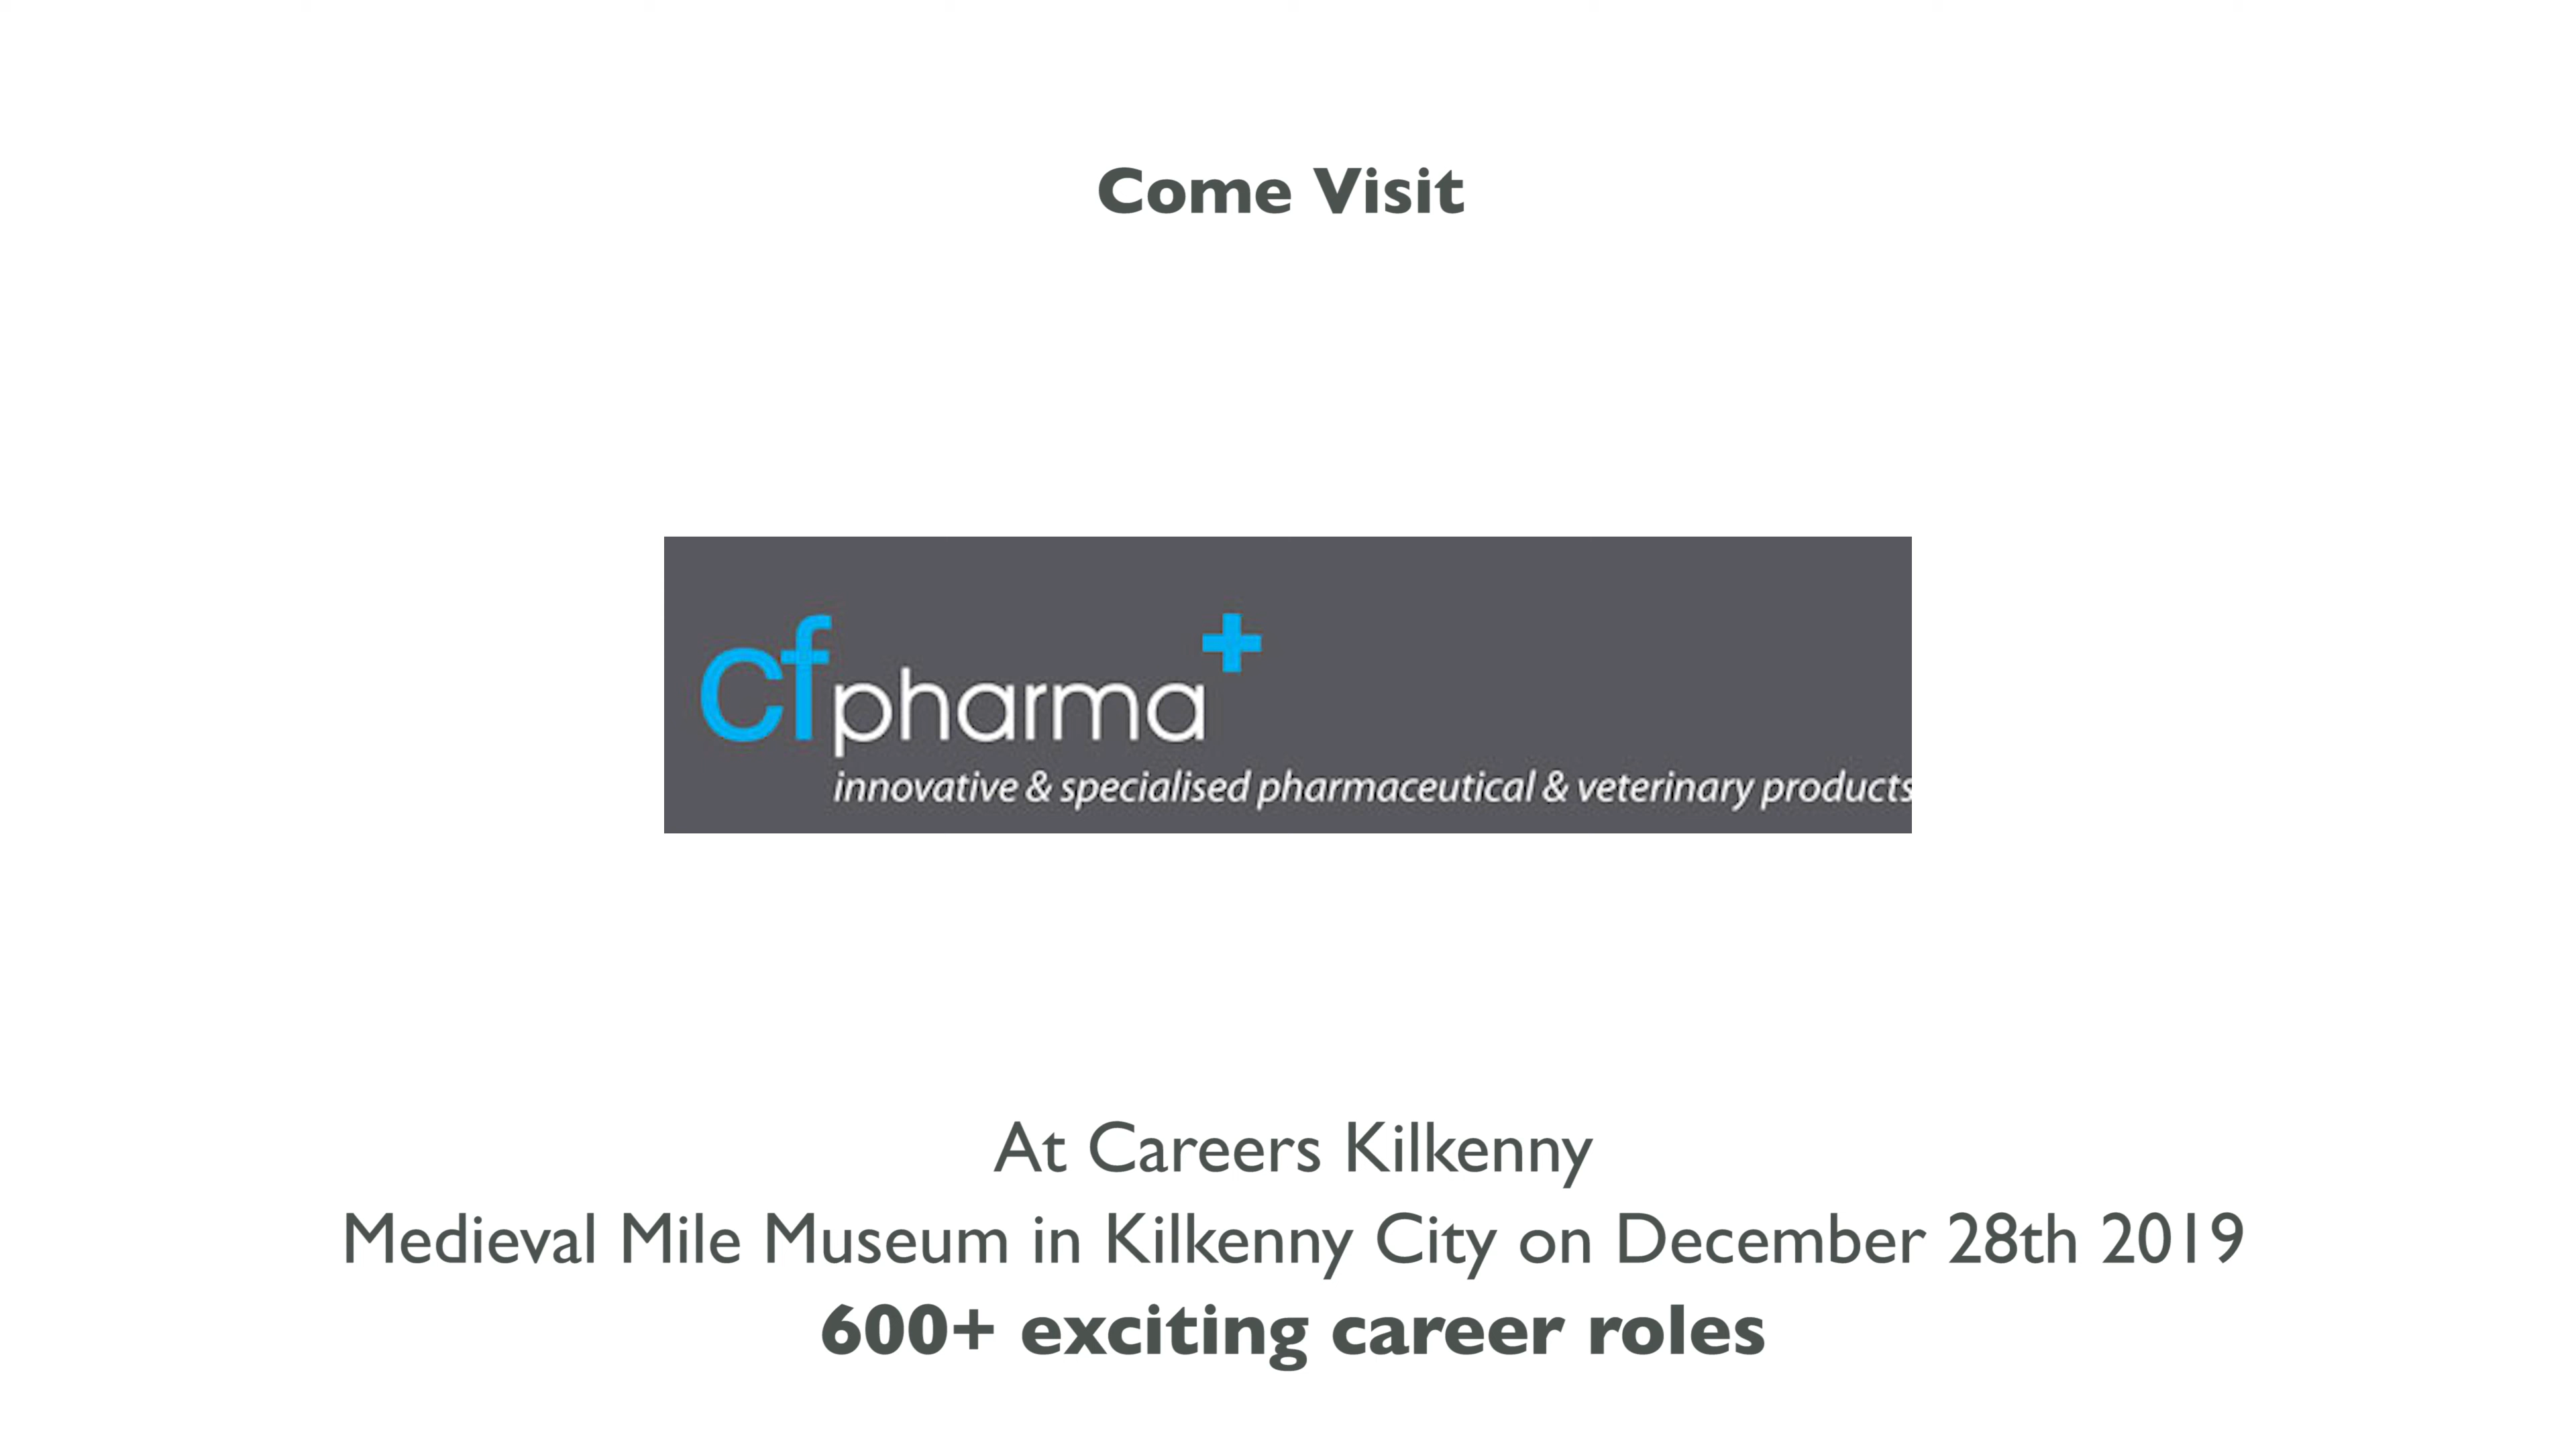 Come Visit
cfpharma+
innovative & specialised pharmaceutical & veterinary products
At Careers Kilkenny
Medieval Mile Museum in Kilkenny City on December 28th 2019
600+ exciting career roles